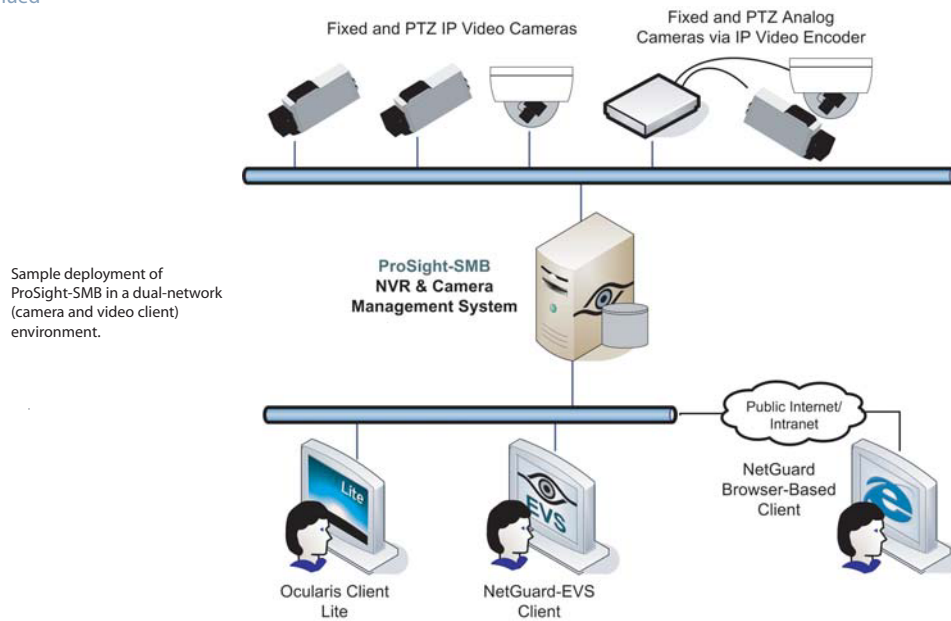 Fixed and PTZ IP Video Cameras
Fixed and PTZ Analog
Cameras via IP Video Encoder
ProSight-SMB
NVR & Camera
Management System
Sample deployment of
ProSight-SMB in a dual-network
(camera and video client)
environment.
Public Internet/
Intranet
Lite
EVS
NetGuard
Browser-Based
Client
Ocularis Client
Lite
NetGuard-EVS
Client